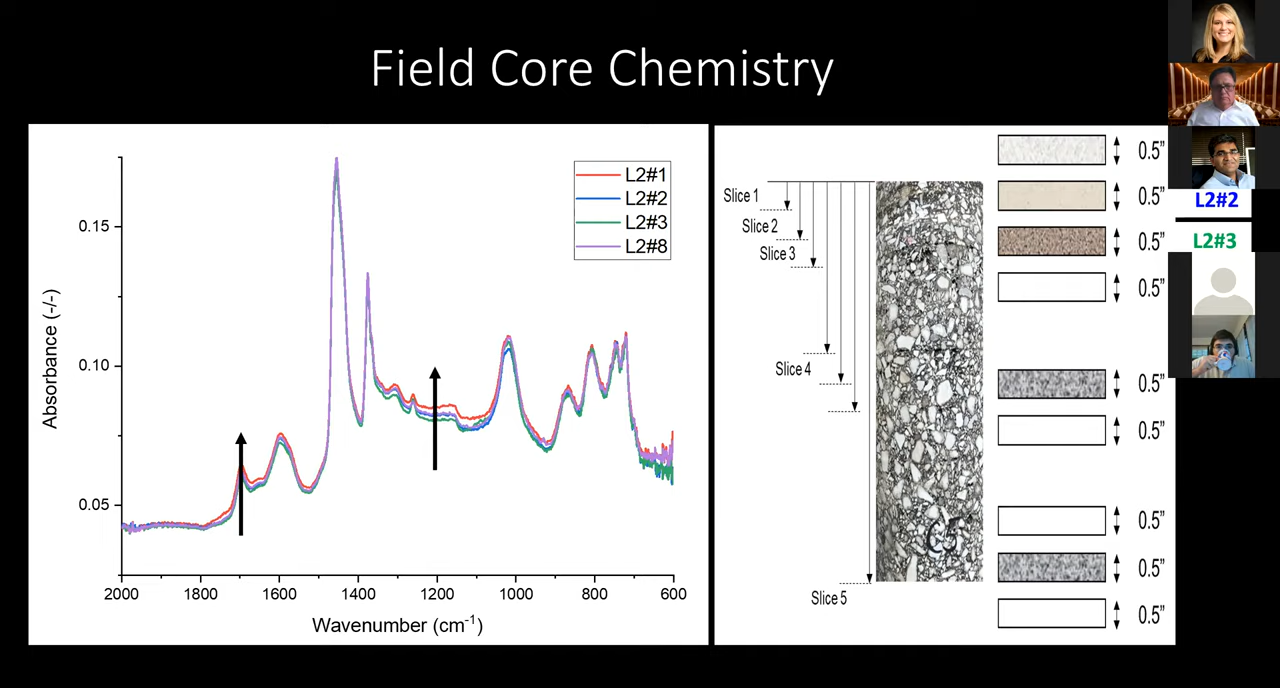 Field Core Chemistry
L2#1
L2#2
L2#3
L2#8
0.15
0.10
0.05
Absorbance (-/-)
2000 1800 1600 1400 1200 1000 800 600
Wavenumber (cm-1)
Slice 1
Slice 2
Slice 3
Slice 4
Slice 5
C5
0.5”
0.5”
0.5”
0.5”
0.5”
0.5”
0.5”
0.5”
0.5”
L2#2
L2#3